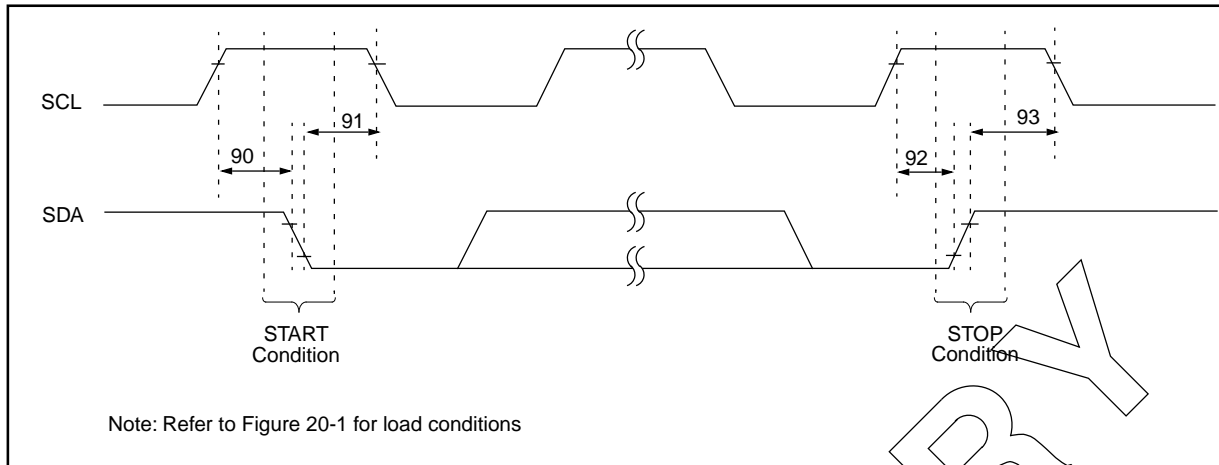 SCL
91
93
90
92
SDA
START
Condition
STOP
Condition
Note: Refer to Figure 20-1 for load conditions
R Y